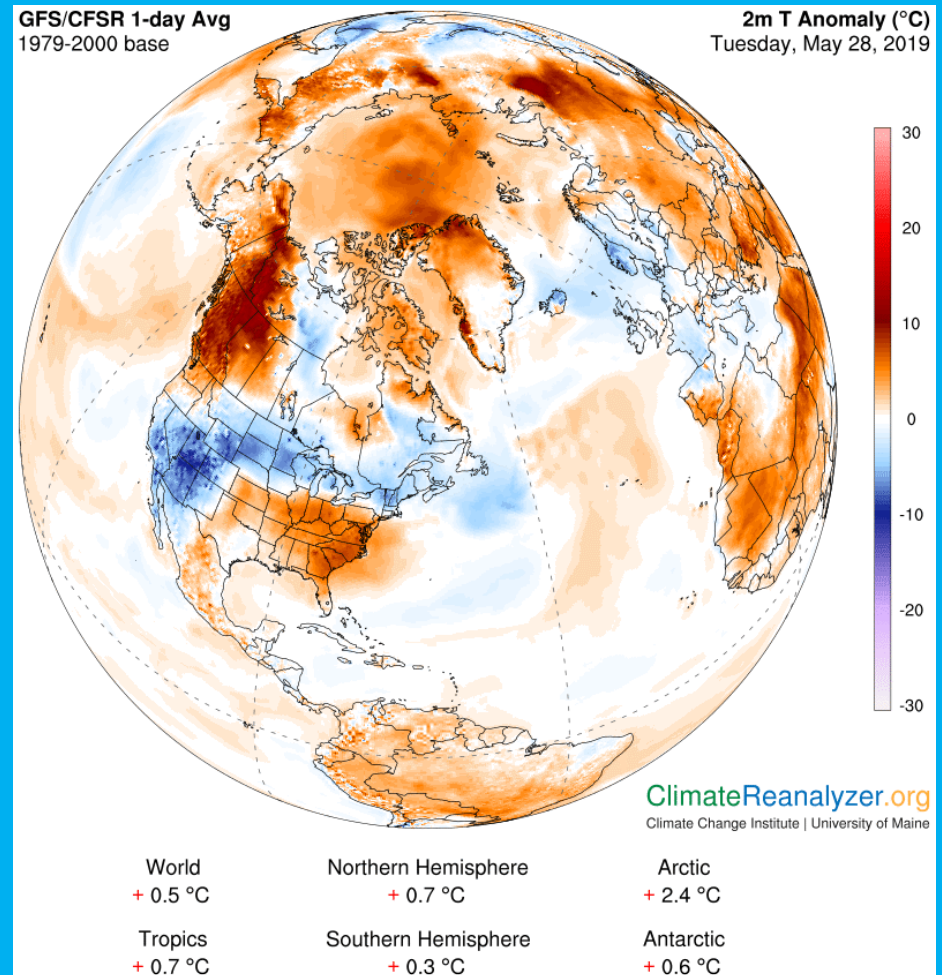 GFS/CFSR 1-day Avg
1979-2000 base
2m T Anomaly (°C)
Tuesday, May 28, 2019
30
20
10
0
-10
-20
-30
ClimateReanalyzer.org
Climate Change Institute | University of Maine
World
+ 0.5 °C
Northern Hemisphere
+ 0.7 °C
Arctic
+ 2.4 °C
Tropics
+ 0.7 °C
Southern Hemisphere
+ 0.3 °C
Antarctic
+ 0.6 °C